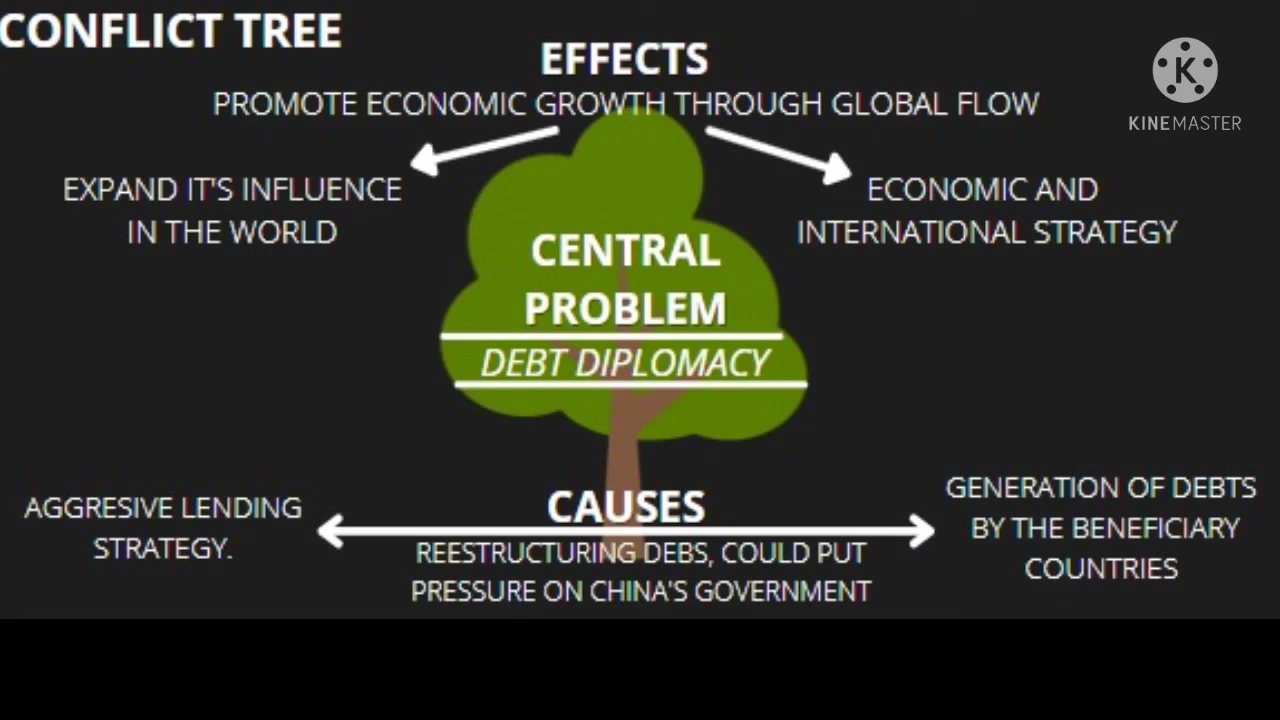 CONFLICT TREE
EFFECTS
PROMOTE ECONOMIC GROWTH THROUGH GLOBAL FLOW
K
KINEMASTER
EXPAND IT'S INFLUENCE
IN THE WORLD
ECONOMIC AND
INTERNATIONAL STRATEGY
CENTRAL
PROBLEM
DEBT DIPLOMACY
CAUSES
REESTRUCTURING DEBS, COULD PUT
PRESSURE ON CHINA'S GOVERNMENT
AGGRESIVE LENDING
STRATEGY.
GENERATION OF DEBTS
BY THE BENEFICIARY
COUNTRIES